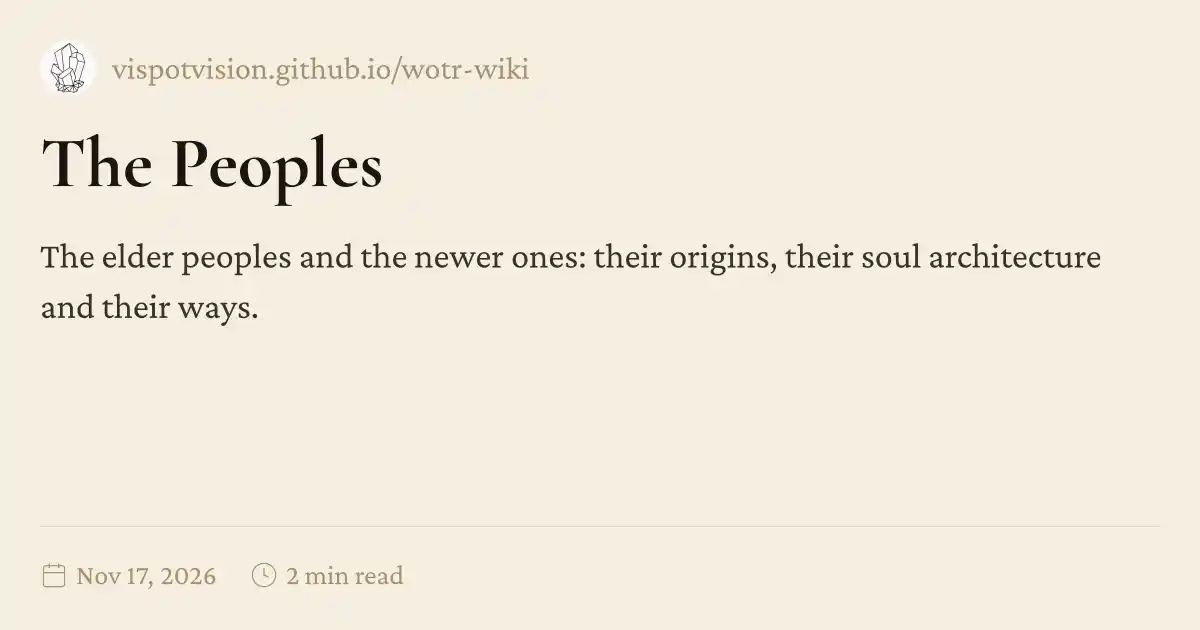 vispotvision.github.io/wotr-wiki
The Peoples
The elder peoples and the newer ones: their origins, their soul architecture
and their ways.
Nov 17, 2026
2 min read